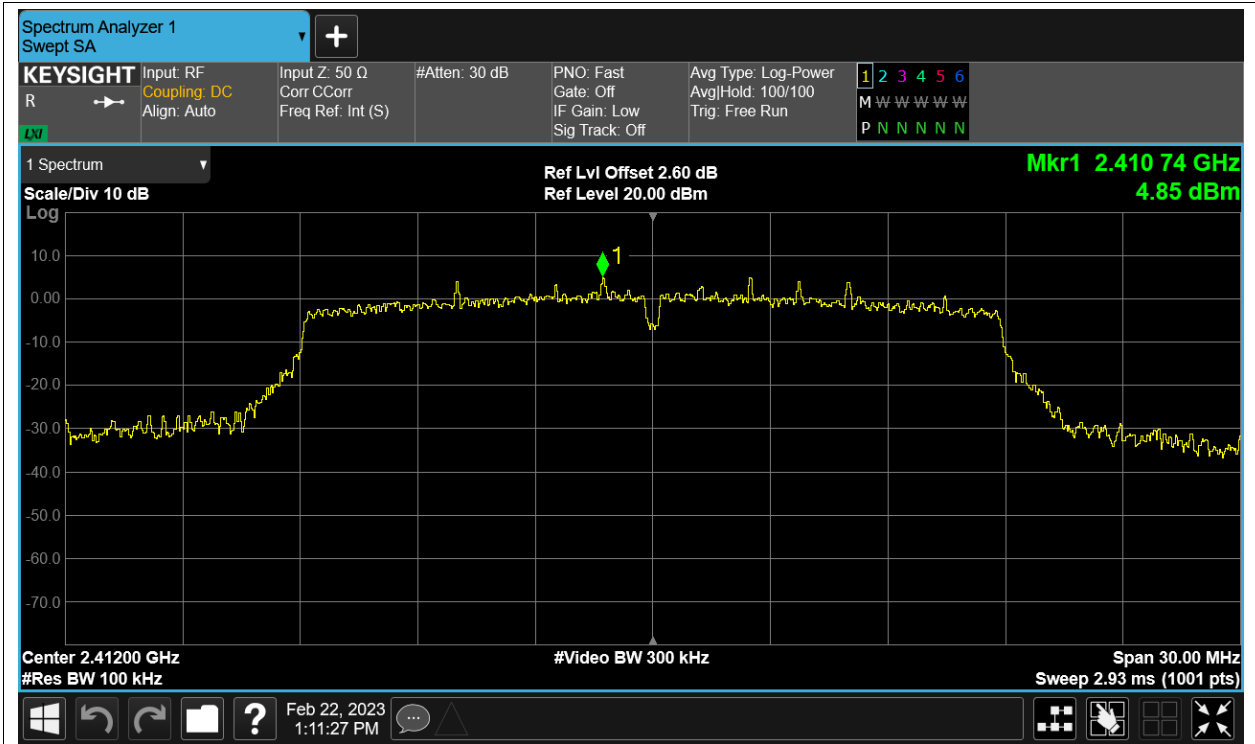 Spectrum Analyzer 1
Swept SA
KEYSIGHT
R
LXI
Input: RF
Coupling: DC
Align: Auto
Input Z: 50 Ω
Corr CCorr
Freq Ref: Int (S)
#Atten: 30 dB
PNO: Fast
Gate: Off
IF Gain: Low
Sig Track: Off
Avg Type: Log-Power
Avg|Hold: 100/100
Trig: Free Run
1 2 3 4 5 6
M W W W W W W
P N N N N N N
1 Spectrum
Scale/Div 10 dB
Log
Ref Lvl Offset 2.60 dB
Ref Level 20.00 dBm
Mkr1 2.410 74 GHz
4.85 dBm
1
10.0
0.00
-10.0
-20.0
-30.0
-40.0
-50.0
-60.0
-70.0
Center 2.41200 GHz
#Res BW 100 kHz
#Video BW 300 kHz
Span 30.00 MHz
Sweep 2.93 ms (1001 pts)
?
Feb 22, 2023
1:11:27 PM